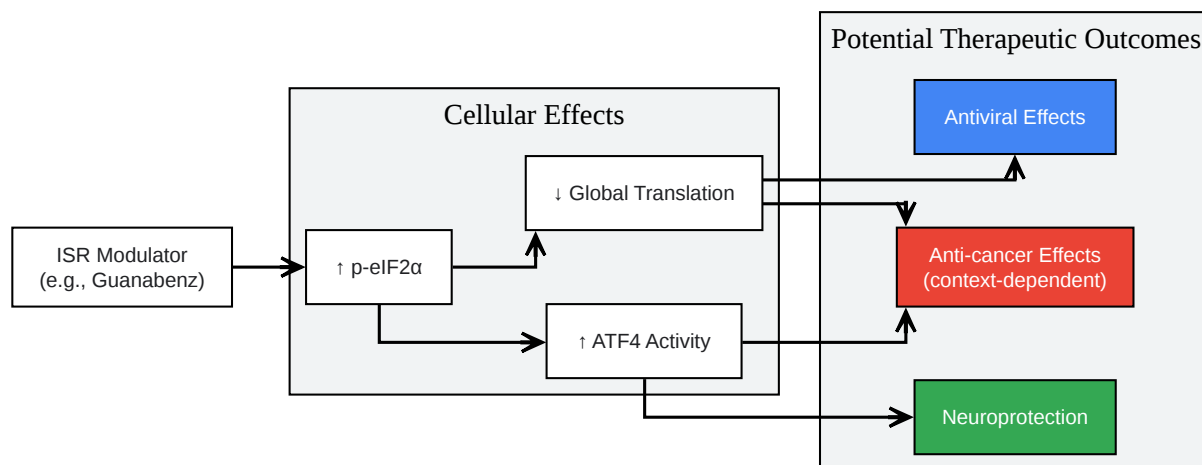 Potential Therapeutic Outcomes
Cellular Effects
Antiviral Effects
↓ Global Translation
ISR Modulator
(e.g., Guanabenz)
↑ p-eIF2α
Anti-cancer Effects
(context-dependent)
↑ ATF4 Activity
Neuroprotection